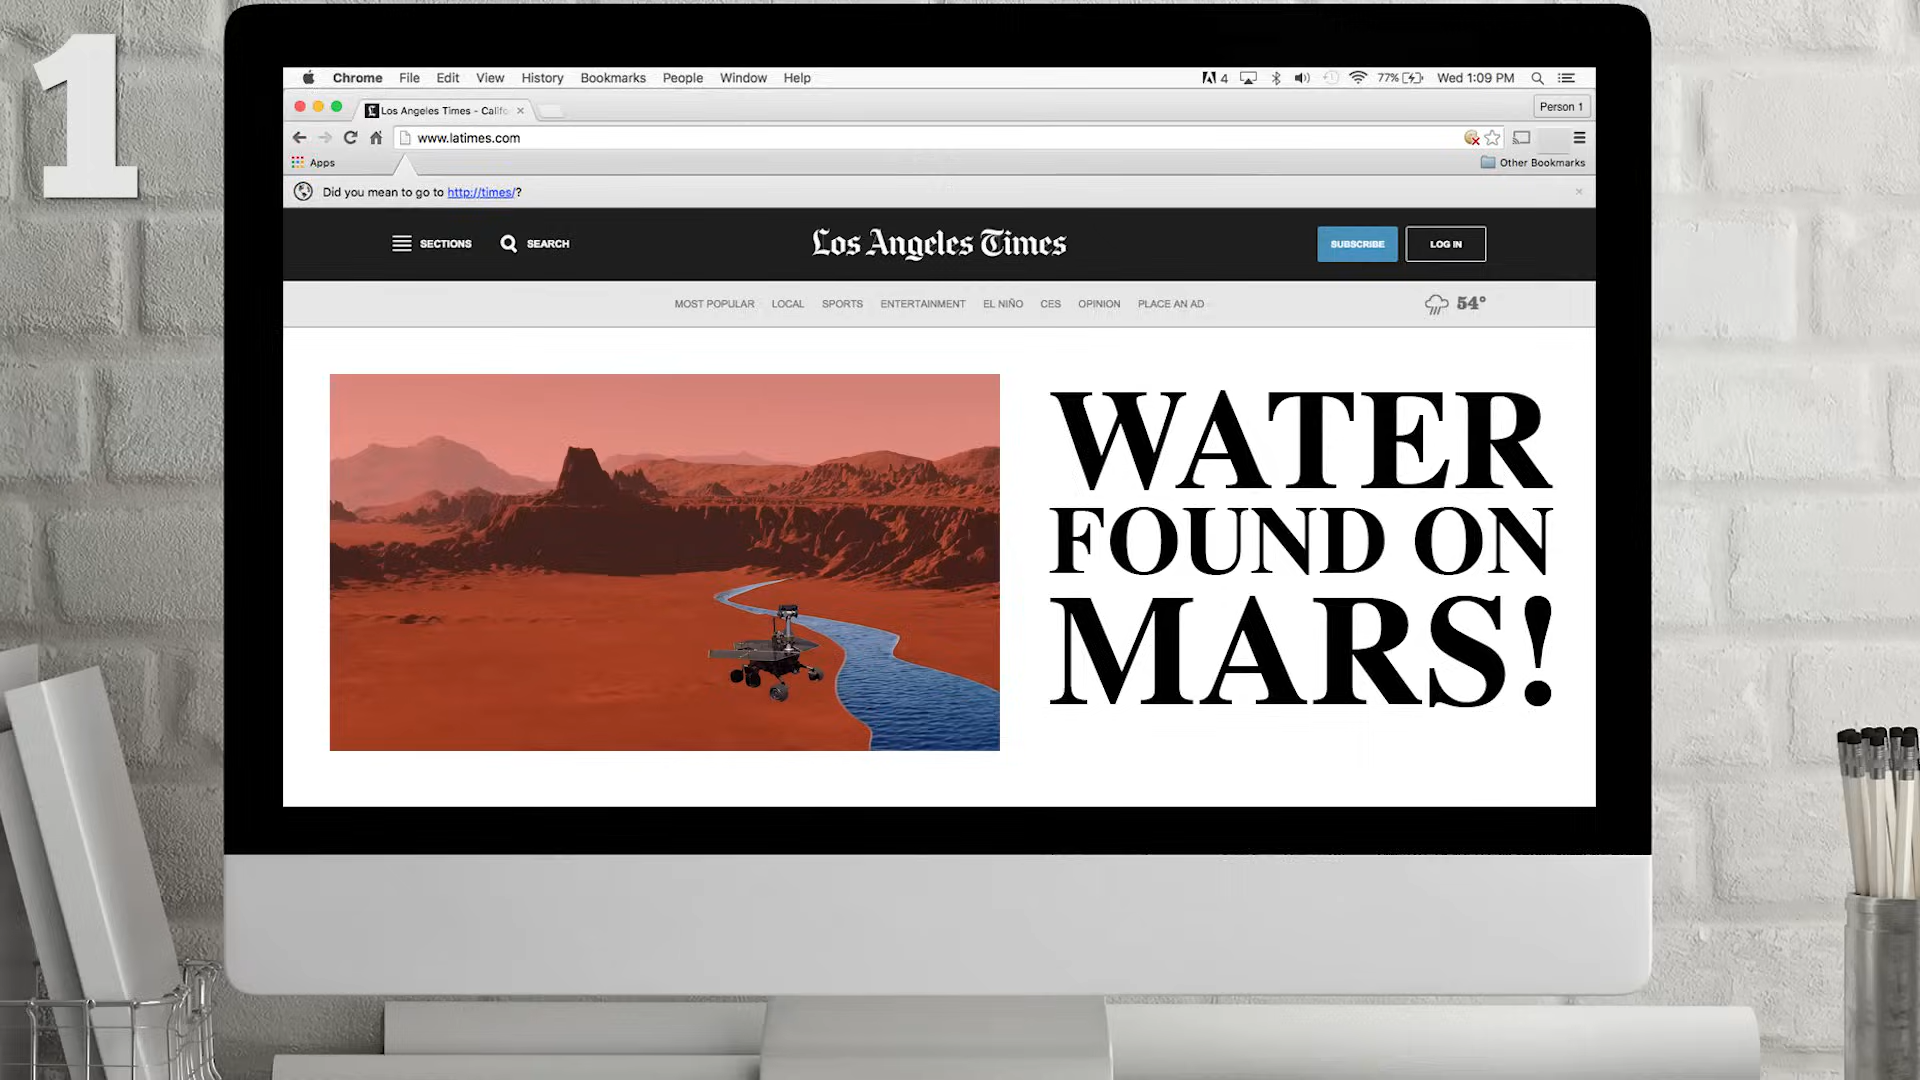 1
Chrome File Edit View History Bookmarks People Window Help
4 77% Wed 1:09 PM
Los Angeles Times - Califo
Person 1
www.latimes.com
Apps
Other Bookmarks
Did you mean to go to http://times/?
SECTIONS SEARCH
Los Angeles Times
SUBSCRIBE LOG IN
MOST POPULAR LOCAL SPORTS ENTERTAINMENT EL NIÑO CES OPINION PLACE AN AD
54°
WATER
FOUND ON
MARS!